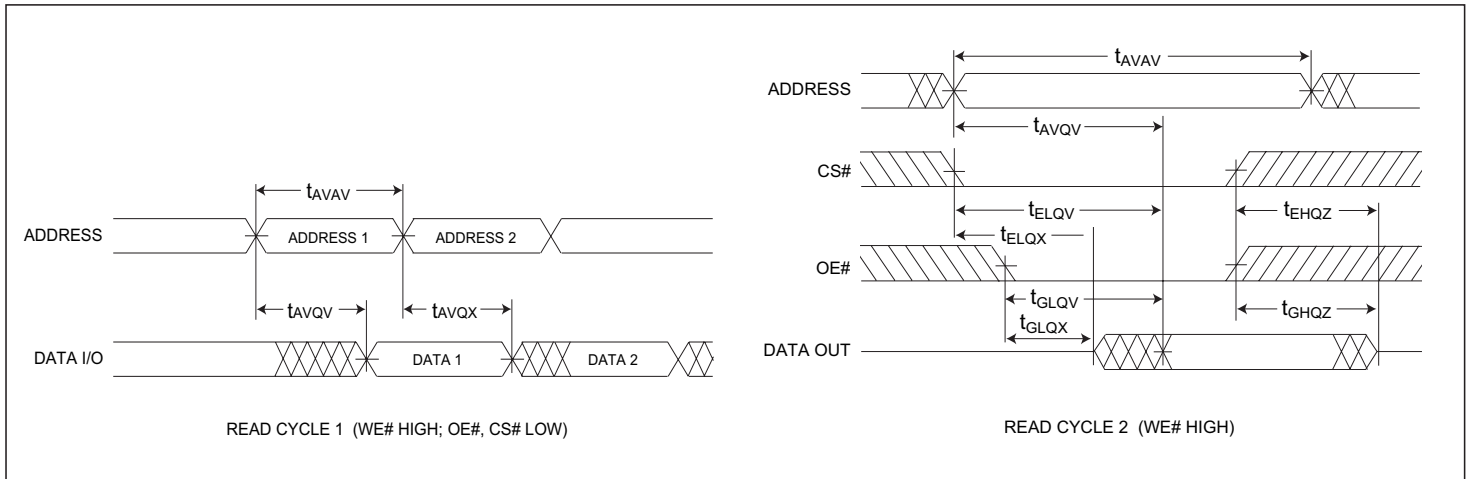 tAVAV
ADDRESS
ADDRESS 1
ADDRESS 2
tAVQV
tAVQX
DATA I/O
DATA 1
DATA 2
READ CYCLE 1 (WE# HIGH; OE#, CS# LOW)
tAVAV
ADDRESS
tAVQV
CS#
tELQV
tEHQZ
tELQX
OE#
tGLQV
tGHQZ
tGLQX
DATA OUT
READ CYCLE 2 (WE# HIGH)